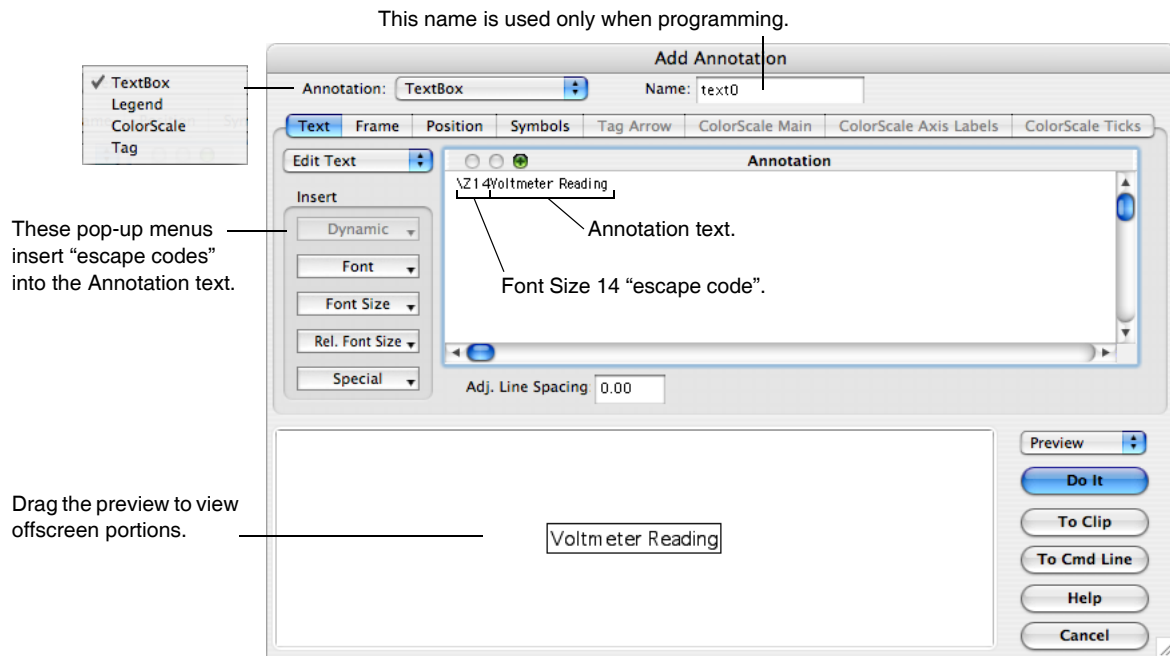 This name is used only when programming.
Add Annotation
✓ TextBox
Legend
ColorScale
Tag
Annotation: TextBox Name: text0
Text Frame Position Symbols Tag Arrow ColorScale Main ColorScale Axis Labels ColorScale Ticks
Edit Text
Annotation
\Z14Voltmeter Reading
Insert
These pop-up menus
insert “escape codes”
into the Annotation text.
Dynamic
Font
Font Size
Rel. Font Size
Special
Annotation text.
Font Size 14 “escape code”.
Adj. Line Spacing 0.00
Drag the preview to view
offscreen portions.
Voltmeter Reading
Preview
Do It
To Clip
To Cmd Line
Help
Cancel